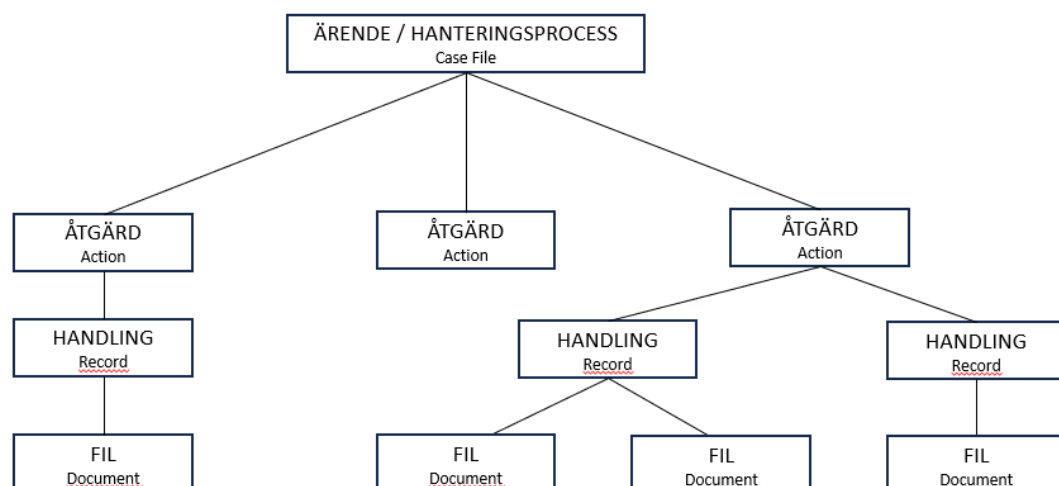 ÄRENDE / HANTERINGSPROCESS
Case File
ÅTGÄRD
Action
ÅTGÄRD
Action
ÅTGÄRD
Action
HANDLING
Record
HANDLING
Record
HANDLING
Record
FIL
Document
FIL
Document
FIL
Document
FIL
Document